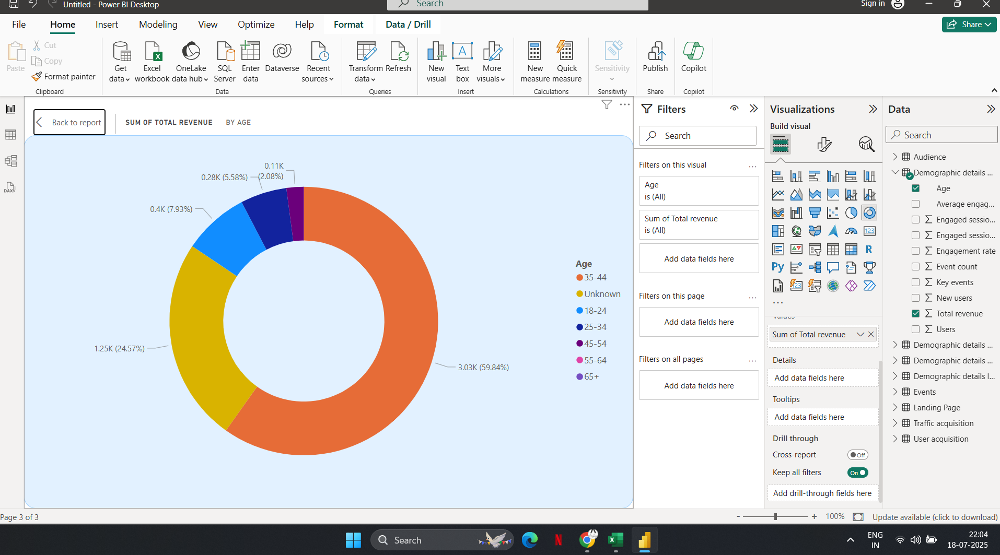 Untitled - Power BI Desktop
Search
Sign in
File
Home
Insert
Modeling
View
Optimize
Help
Format
Data / Drill
Share
Paste
Cut
Copy
Format painter
Clipboard
Get
data
Excel
workbook
OneLake
data hub
SQL
Server
Enter
data
Dataverse
Recent
sources
Data
Transform
data
Refresh
Queries
New
visual
Text
box
More
visuals
Insert
New
measure
Quick
measure
Calculations
Sensitivity
Sensitivity
Publish
Share
Copilot
Copilot
Back to report
SUM OF TOTAL REVENUE
BY AGE
0.11K
(2.08%)
0.28K (5.58%)
0.4K (7.93%)
1.25K (24.57%)
3.03K (59.84%)
Age
35-44
Unknown
18-24
25-34
45-54
55-64
65+
Filters
Search
Filters on this visual
...
Age
is (All)
Sum of Total revenue
is (All)
Add data fields here
Filters on this page
...
Add data fields here
Filters on all pages
...
Add data fields here
Visualizations
Build visual
123
R
Py
123
...
Values
Sum of Total revenue
Details
Add data fields here
Tooltips
Add data fields here
Drill through
Cross-report
Off
Keep all filters
On
Add drill-through fields here
Data
Search
Audience
Demographic details ...
Age
Average engag...
Engaged sessio...
Engaged sessio...
Engagement rate
Event count
Key events
New users
Total revenue
Users
Demographic details ...
Demographic details ...
Demographic details l...
Events
Landing Page
Traffic acquisition
User acquisition
Page 3 of 3
- + 100%
Update available (click to download)
Search
ENG
IN
22:04
18-07-2025
DAX
A
X
N